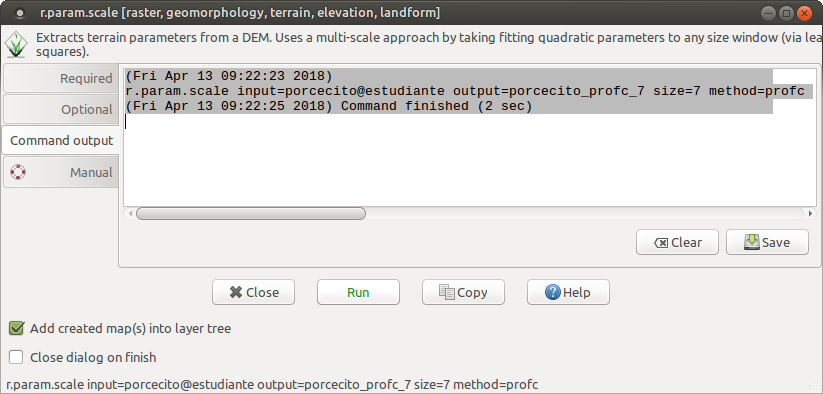 r.param.scale [raster, geomorphology, terrain, elevation, landform]
Extracts terrain parameters from a DEM. Uses a multi-scale approach by taking fitting quadratic parameters to any size window (via lea
squares).
Required
Optional
Command output
Manual
(Fri Apr 13 09:22:23 2018)
r.param.scale input=porcecito@estudiante output=porcecito_profc_7 size=7 method=profc
(Fri Apr 13 09:22:25 2018) Command finished (2 sec)
Clear
Save
Close
Run
Copy
Help
Add created map(s) into layer tree
Close dialog on finish
r.param.scale input=porcecito@estudiante output=porcecito_profc_7 size=7 method=profc